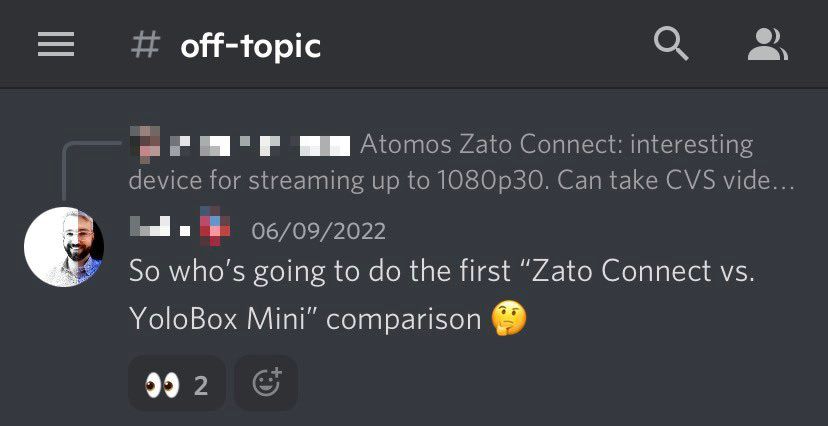 # off-topic
Atomos Zato Connect: interesting
device for streaming up to 1080p30. Can take CVS vide...
06/09/2022
So who's going to do the first “Zato Connect vs.
YoloBox Mini” comparison 🤔
👀 2